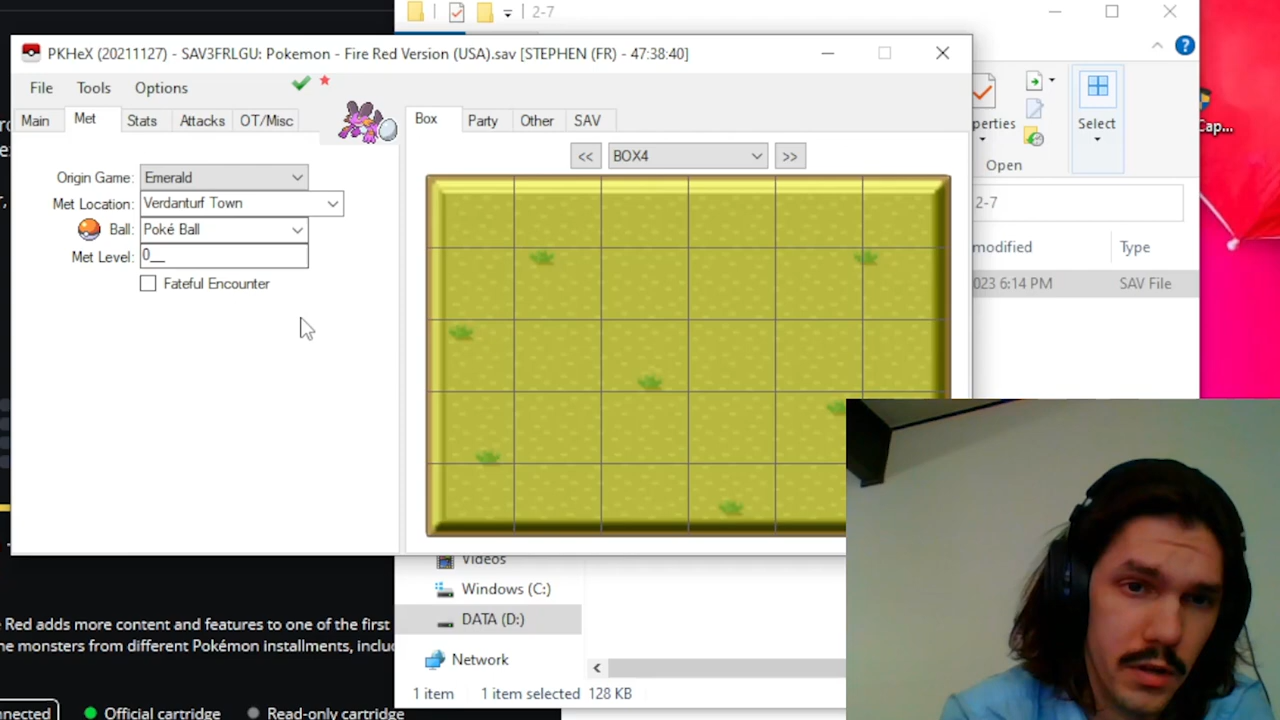 2-7
PKHeX (20211127) - SAV3FRLGU: Pokemon - Fire Red Version (USA).sav [STEPHEN (FR) - 47:38:40]
File Tools Options
Main Met Stats Attacks OT/Misc
Box Party Other SAV
<< BOX4 >>
Origin Game: Emerald
Met Location: Verdanturf Town
Ball: Poké Ball
Met Level: 0__
Fateful Encounter
perties
Open
Select
2-7
modified Type
023 6:14 PM SAV File
Cap...
Videos
Windows (C:)
DATA (D:)
Network
1 item 1 item selected 128 KB
Red adds more content and features to one of the first
monsters from different Pokémon installments,
nected Official cartridge Read-only cartridge